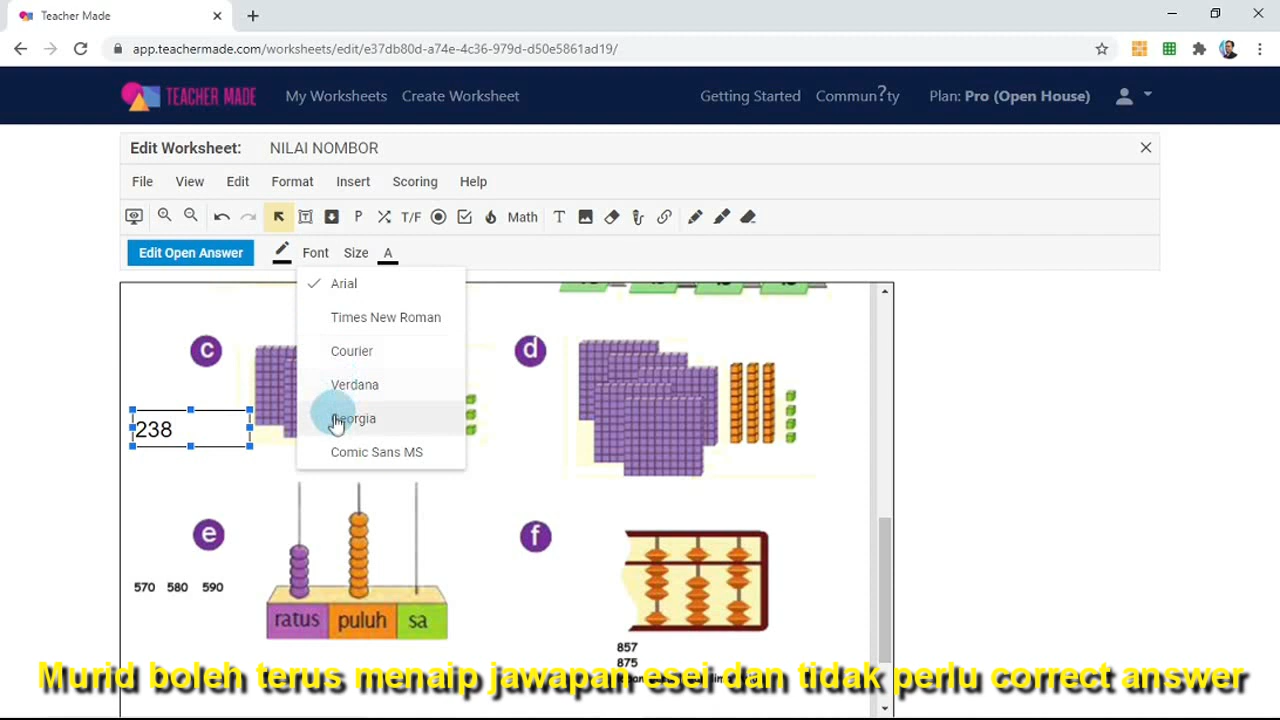 Teacher Made
app.teachermade.com/worksheets/edit/e37db80d-a74e-4c36-979d-d50e5861ad19/
TEACHER MADE My Worksheets Create Worksheet Getting Started Commun?ty Plan: Pro (Open House)
Edit Worksheet: NILAI NOMBOR
File View Edit Format Insert Scoring Help
T P T/F Math T
Edit Open Answer Font Size A
Arial
Times New Roman
Courier
Verdana
Georgia
Comic Sans MS
c d
238
e f
570 580 590
ratus puluh sa
857
875
Murid boleh terus menaip jawapan esei dan tidak perlu correct answer